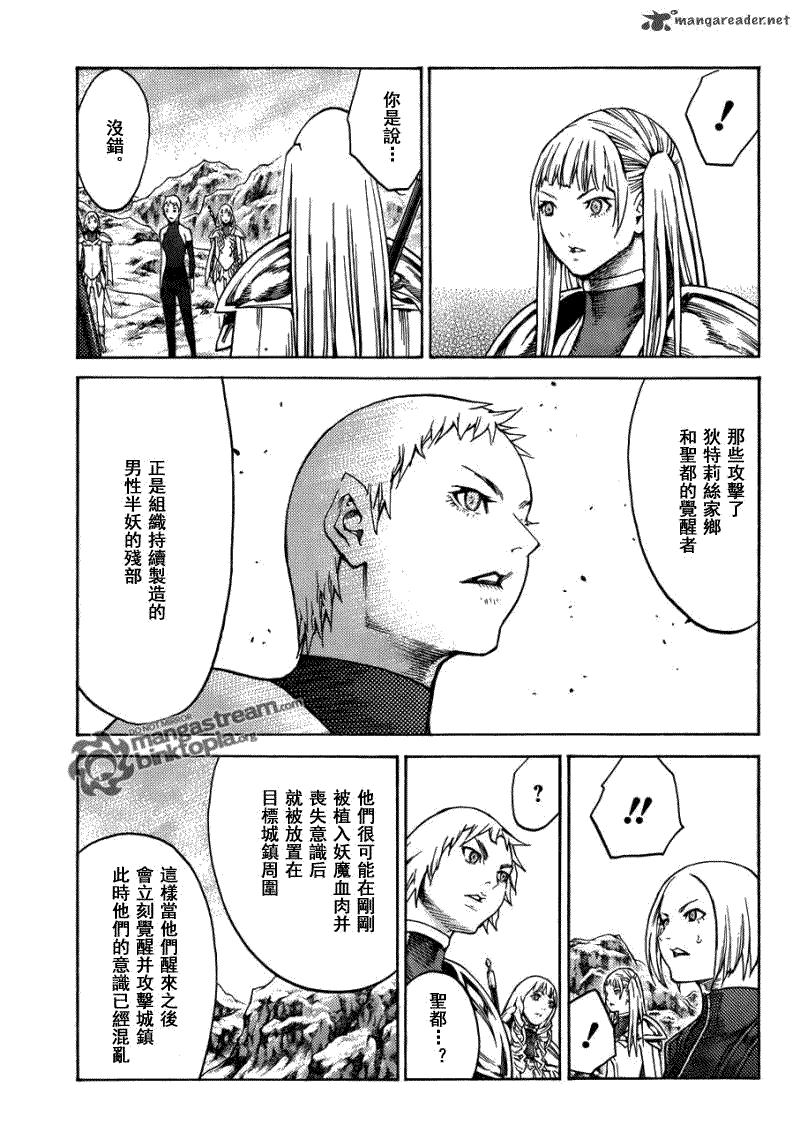 mangareader.net
!
你是說…
沒錯。
那些攻擊了
狄特莉絲家鄉
和聖都的覺醒者
正是組織持續製造的
男性半妖的殘部
!!
!
?
聖都…?
他們很可能在剛剛
被植入妖魔血肉并
喪失意識后
就被放置在
目標城鎮周圍
這樣當他們醒來之後
會立刻覺醒并攻擊城鎮
此時他們的意識已經混亂
DO NOT MIRROR
mangastream.com
binktopia.org